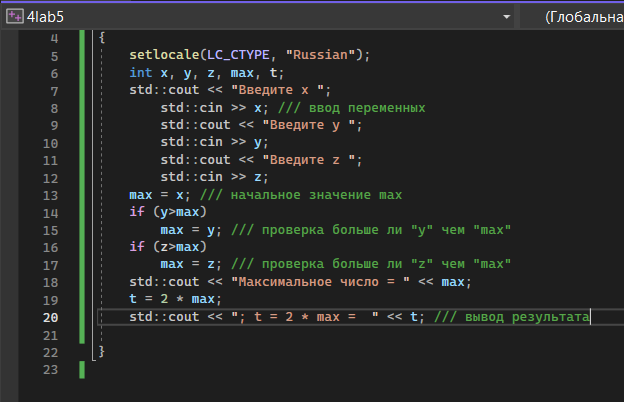 4lab5 (Глобальна
4 {
5 setlocale(LC_CTYPE, "Russian");
6 int x, y, z, max, t;
7 std::cout << "Введите x ";
8 std::cin >> x; /// ввод переменных
9 std::cout << "Введите y ";
10 std::cin >> y;
11 std::cout << "Введите z ";
12 std::cin >> z;
13 max = x; /// начальное значение max
14 if (y>max)
15 max = y; /// проверка больше ли "y" чем "max"
16 if (z>max)
17 max = z; /// проверка больше ли "z" чем "max"
18 std::cout << "Максимальное число = " << max;
19 t = 2 * max;
20 std::cout << "; t = 2 * max =  " << t; /// вывод результата
21
22 }
23